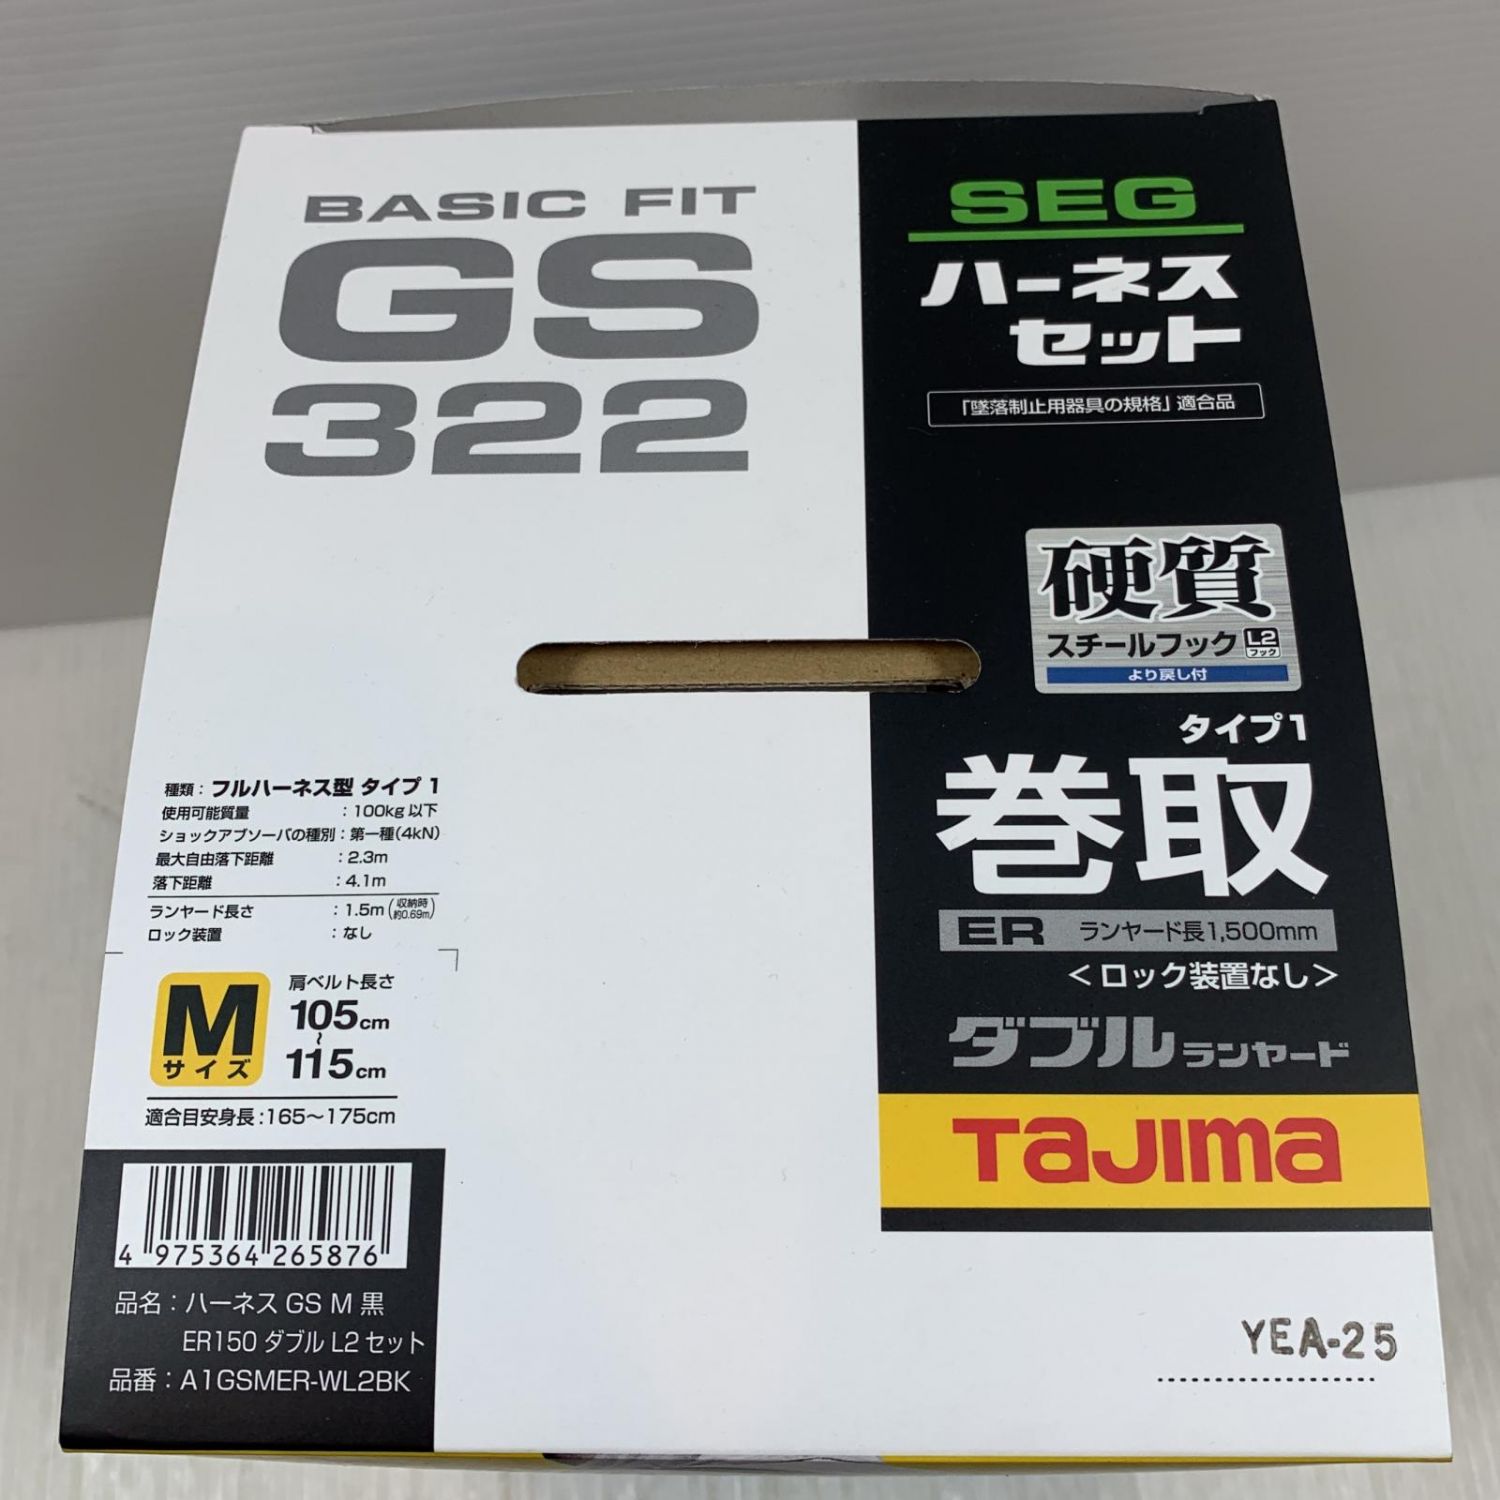 BASIC FIT
GS
322
SEG
ハーネス
セット
「墜落制止用器具の規格」適合品
硬質
スチールフック L2
フック
より戻し付
タイプ1
巻取
ER ランヤード長1,500mm
<ロック装置なし>
ダブルランヤード
TAJIMA
種類：フルハーネス型 タイプ1
使用可能質量 ：100kg以下
ショックアブソーバの種別：第一種(4kN)
最大自由落下距離 ：2.3m
落下距離 ：4.1m
ランヤード長さ ：1.5m(収納時約0.69m)
ロック装置 ：なし
M
サイズ
肩ベルト長さ
105cm
〜
115cm
適合目安身長：165〜175cm
4 975364 265876
品名：ハーネス GS M 黒
ER150 ダブル L2 セット
品番：A1GSMER-WL2BK
YEA-25